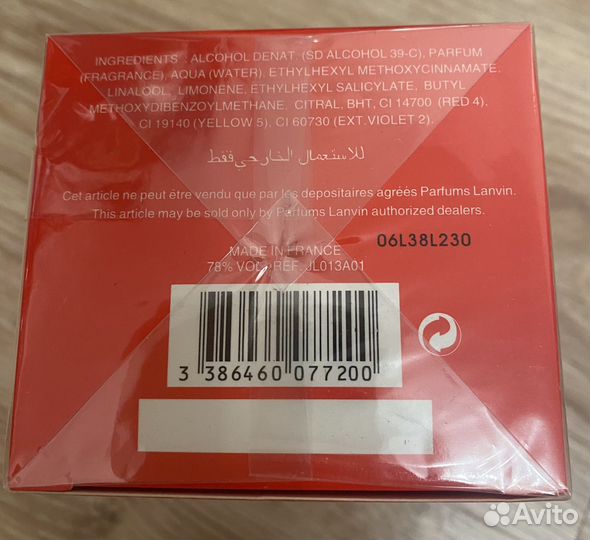 INGREDIENTS : ALCOHOL DENAT. (SD ALCOHOL 39-C), PARFUM
(FRAGRANCE), AQUA (WATER), ETHYLHEXYL METHOXYCINNAMATE,
LINALOOL, LIMONENE, ETHYLHEXYL SALICYLATE, BUTYL
METHOXYDIBENZOYLMETHANE, CITRAL, BHT, CI 14700 (RED 4),
CI 19140 (YELLOW 5), CI 60730 (EXT.VIOLET 2).
للاستعمال الخارجي فقط
Cet article ne peut être vendu que par les depositaires agréés Parfums Lanvin.
This article may be sold only by Parfums Lanvin authorized dealers.
06L38L230
MADE IN FRANCE
78% VOL - REF. JL013A01
3 386460 077200
Avito